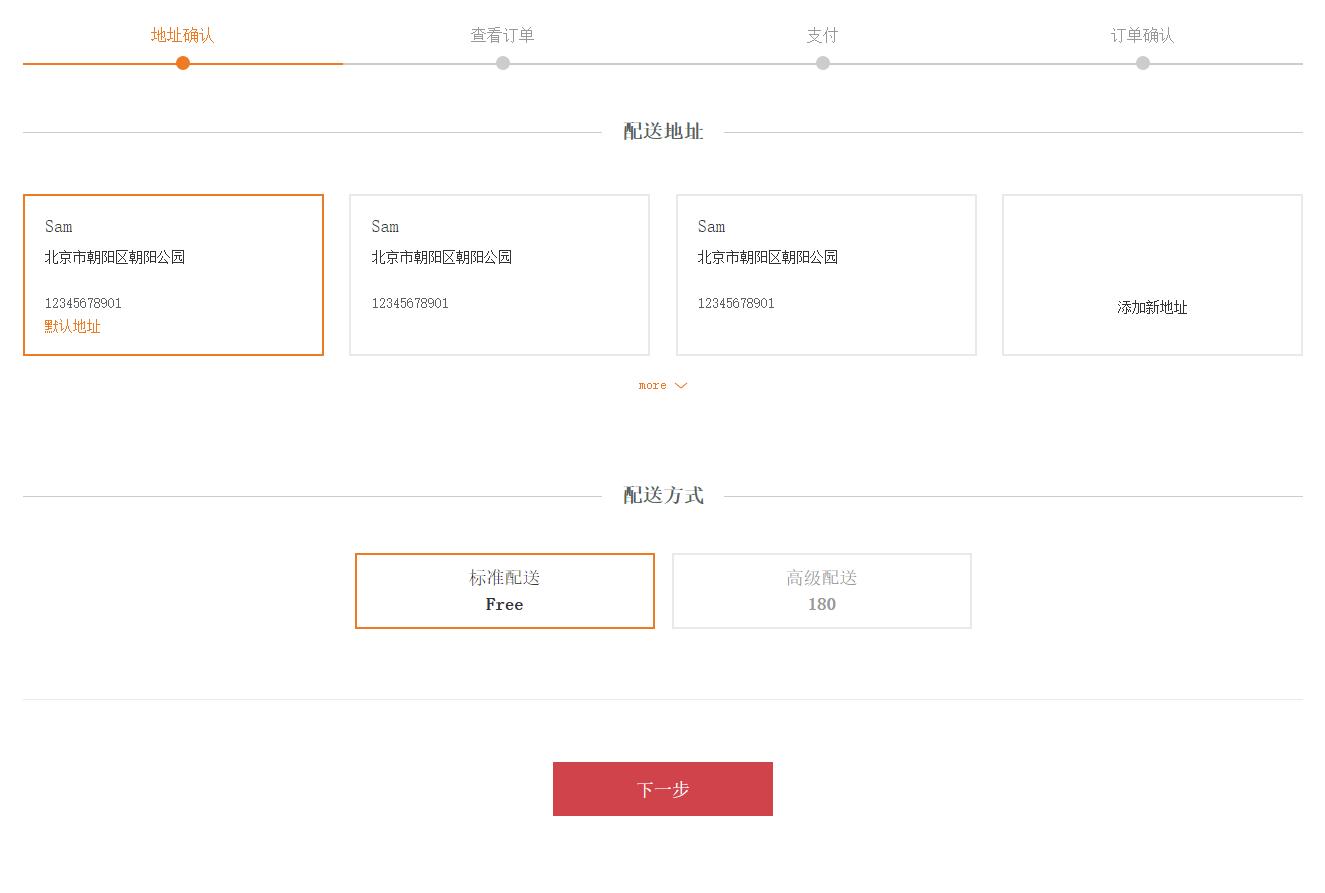 地址确认
查看订单
支付
订单确认
配送地址
Sam
北京市朝阳区朝阳公园
12345678901
默认地址
Sam
北京市朝阳区朝阳公园
12345678901
Sam
北京市朝阳区朝阳公园
12345678901
添加新地址
more
配送方式
标准配送
Free
高级配送
180
下一步